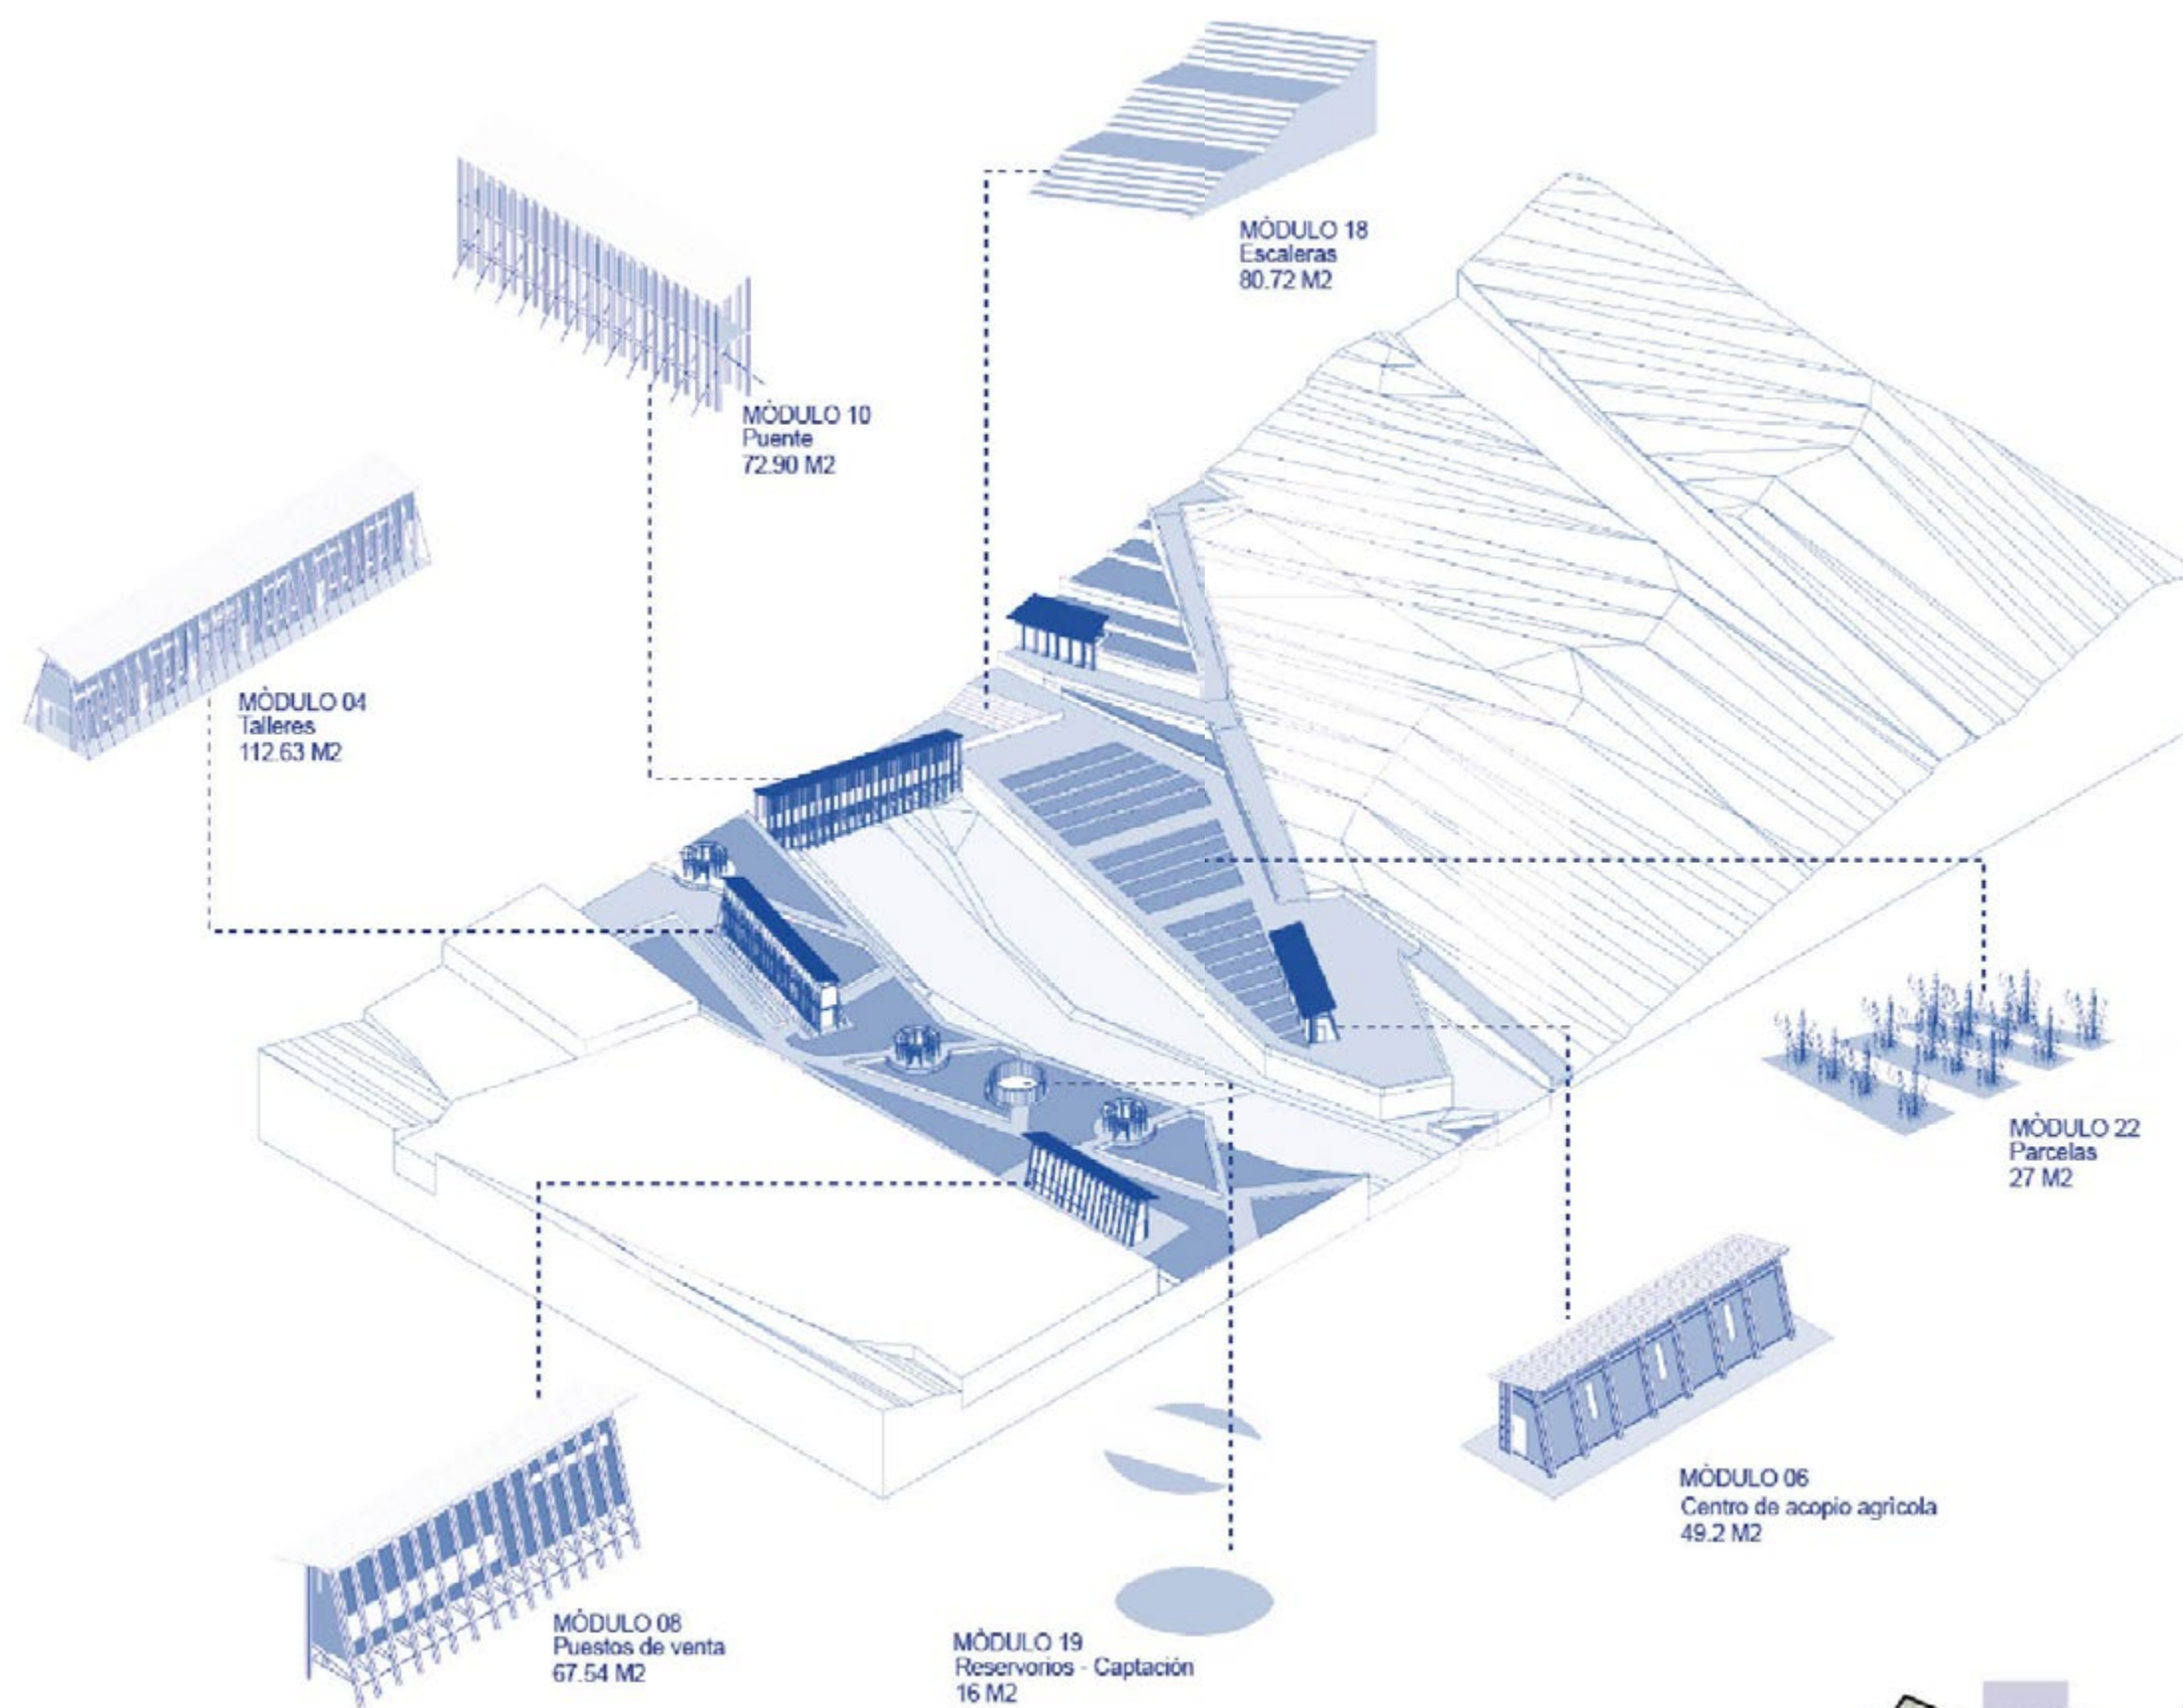 MÒDULO 18
Escaleras
80.72 M2
MÒDULO 10
Puente
72.90 M2
MÒDULO 04
Talleres
112.63 M2
MÒDULO 22
Parcelas
27 M2
MÒDULO 06
Centro de acopio agricola
49.2 M2
MÒDULO 08
Puestos de venta
67.54 M2
MÒDULO 19
Reservorios - Captación
16 M2